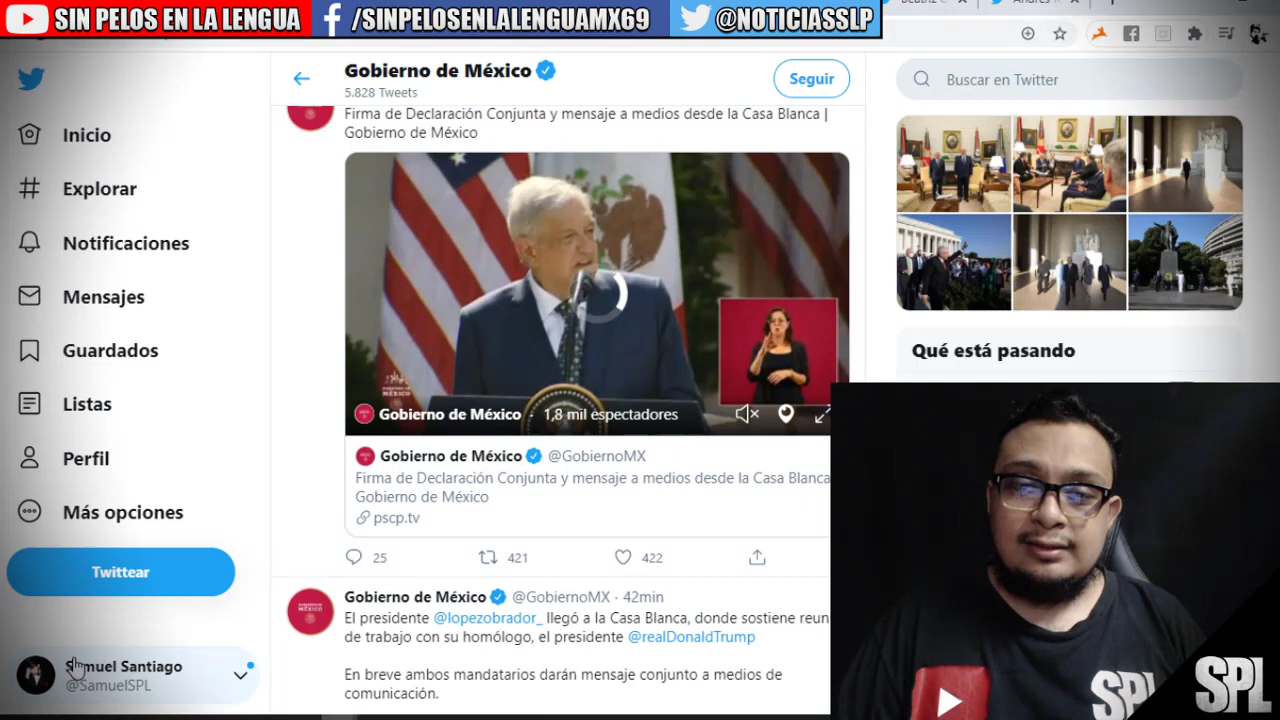 SIN PELOS EN LA LENGUA
/SINPELOSENLALENGUAMX69
@NOTICIASSLP
Gobierno de México
5.828 Tweets
Seguir
Buscar en Twitter
Inicio
Explorar
Notificaciones
Mensajes
Guardados
Listas
Perfil
Más opciones
Twittear
Samuel Santiago
@SamuelSPL
Firma de Declaración Conjunta y mensaje a medios desde la Casa Blanca |
Gobierno de México
Gobierno de México · 1,8 mil espectadores
Gobierno de México @GobiernoMX
Firma de Declaración Conjunta y mensaje a medios desde la Casa Blanca
Gobierno de México
pscp.tv
25 421 422
Gobierno de México @GobiernoMX · 42min
El presidente @lopezobrador_ llegó a la Casa Blanca, donde sostiene reun
de trabajo con su homólogo, el presidente @realDonaldTrump
En breve ambos mandatarios darán mensaje conjunto a medios de
comunicación.
Qué está pasando
SPL
SPL